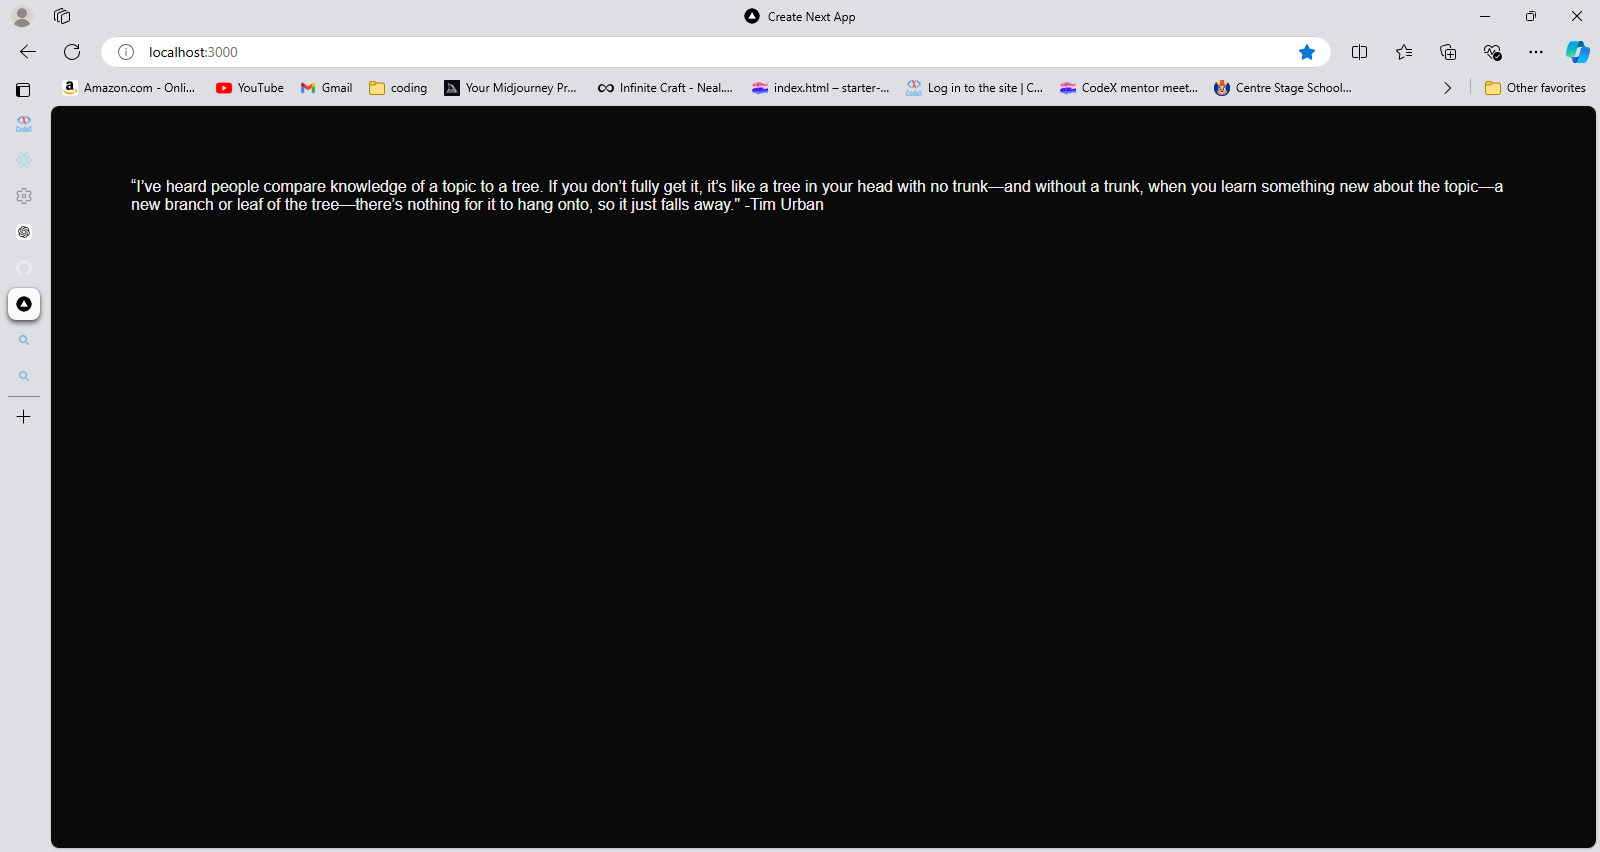 Create Next App
localhost:3000
Amazon.com - Onli...
YouTube
Gmail
coding
Your Midjourney Pr...
Infinite Craft - Neal....
index.html – starter-...
Log in to the site | C...
CodeX mentor meet...
Centre Stage School...
Other favorites
CodeX
“I’ve heard people compare knowledge of a topic to a tree. If you don’t fully get it, it’s like a tree in your head with no trunk—and without a trunk, when you learn something new about the topic—a
new branch or leaf of the tree—there’s nothing for it to hang onto, so it just falls away." -Tim Urban